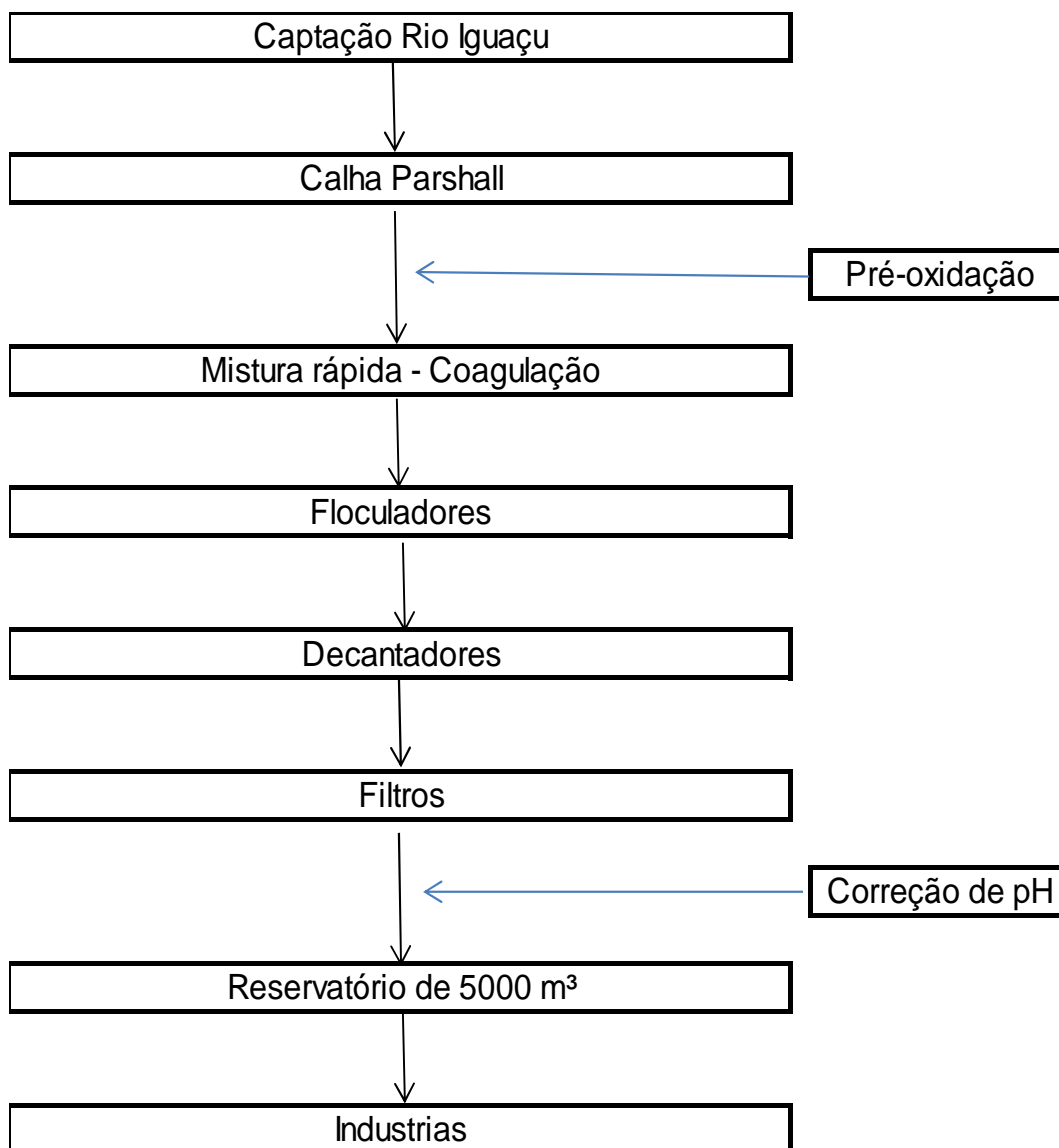 Captação Rio Iguaçu
Calha Parshall
Pré-oxidação
Mistura rápida - Coagulação
Floculadores
Decantadores
Filtros
Correção de pH
Reservatório de 5000 m³
Industrias